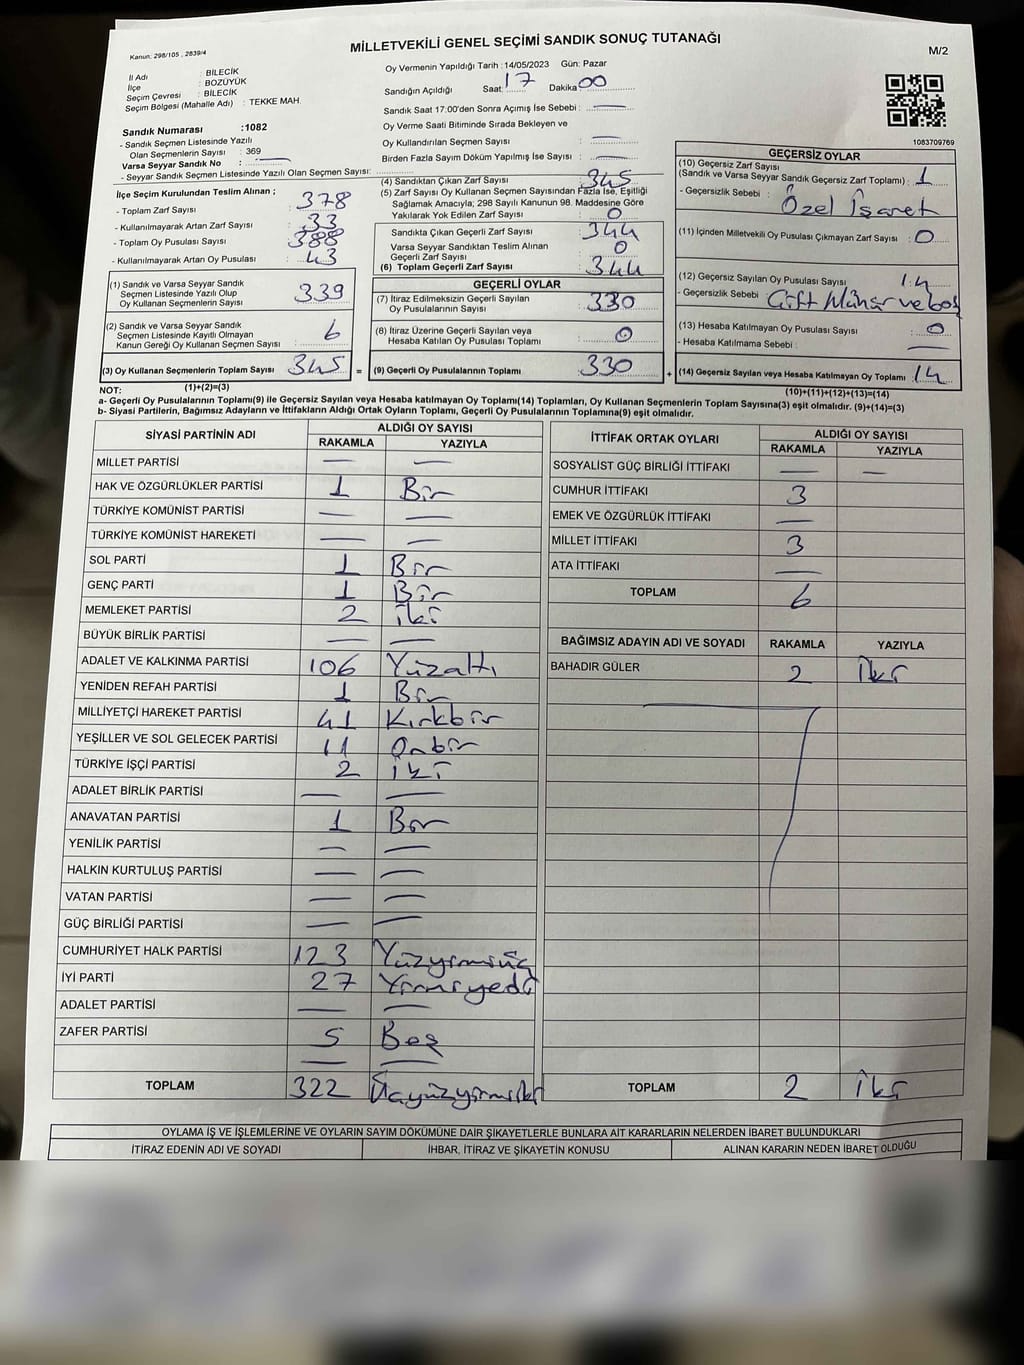 Kanun: 298/105, 2839/4
MİLLETVEKİLİ GENEL SEÇİMİ SANDIK SONUÇ TUTANAĞI
M/2
İl Adı : BİLECİK
İlçe : BOZÜYÜK
Seçim Çevresi : BİLECİK
Seçim Bölgesi (Mahalle Adı) : TEKKE MAH.
Sandık Numarası :1082
- Sandık Seçmen Listesinde Yazılı
Olan Seçmenlerin Sayısı : 369
Varsa Seyyar Sandık No : —
- Seyyar Sandık Seçmen Listesinde Yazılı Olan Seçmen Sayısı:
Oy Vermenin Yapıldığı Tarih :14/05/2023 Gün: Pazar
Sandığın Açıldığı Saat: 17 Dakika 00
Sandık Saat 17:00'den Sonra Açımış İse Sebebi : —
Oy Verme Saati Bitiminde Sırada Bekleyen ve
Oy Kullandırılan Seçmen Sayısı : —
Birden Fazla Sayım Döküm Yapılmış İse Sayısı : —
1083709769
İlçe Seçim Kurulundan Teslim Alınan ;
- Toplam Zarf Sayısı : 378
- Kullanılmayarak Artan Zarf Sayısı : 33
- Toplam Oy Pusulası Sayısı : 388
- Kullanılmayarak Artan Oy Pusulası : 43
(1) Sandık ve Varsa Seyyar Sandık
Seçmen Listesinde Yazılı Olup
Oy Kullanan Seçmenlerin Sayısı : 339
(2) Sandık ve Varsa Seyyar Sandık
Seçmen Listesinde Kayıtlı Olmayan
Kanun Gereği Oy Kullanan Seçmen Sayısı : 6
(3) Oy Kullanan Seçmenlerin Toplam Sayısı : 345 =
(4) Sandıktan Çıkan Zarf Sayısı : 345
(5) Zarf Sayısı Oy Kullanan Seçmen Sayısından Fazla İse, Eşitliği
Sağlamak Amacıyla; 298 Sayılı Kanunun 98. Maddesine Göre
Yakılarak Yok Edilen Zarf Sayısı : 0
Sandıkta Çıkan Geçerli Zarf Sayısı : 344
Varsa Seyyar Sandıktan Teslim Alınan
Geçerli Zarf Sayısı : 0
(6) Toplam Geçerli Zarf Sayısı : 344
GEÇERLİ OYLAR
(7) İtiraz Edilmeksizin Geçerli Sayılan
Oy Pusulalarının Sayısı : 330
(8) İtiraz Üzerine Geçerli Sayılan veya
Hesaba Katılan Oy Pusulası Toplamı : 0
(9) Geçerli Oy Pusulalarının Toplamı : 330 +
GEÇERSİZ OYLAR
(10) Geçersiz Zarf Sayısı
(Sandık ve Varsa Seyyar Sandık Geçersiz Zarf Toplamı) : 1
- Geçersizlik Sebebi : Özel İşaret
(11) İçinden Milletvekili Oy Pusulası Çıkmayan Zarf Sayısı : 0
(12) Geçersiz Sayılan Oy Pusulası Sayısı : 14
- Geçersizlik Sebebi : Çift Mühür ve boş
(13) Hesaba Katılmayan Oy Pusulası Sayısı : 0
- Hesaba Katılmama Sebebi : —
(14) Geçersiz Sayılan veya Hesaba Katılmayan Oy Toplamı : 14
NOT: (1)+(2)=(3) (10)+(11)+(12)+(13)=(14)
a- Geçerli Oy Pusulalarının Toplamı(9) ile Geçersiz Sayılan veya Hesaba katılmayan Oy Toplamı(14) Toplamları, Oy Kullanan Seçmenlerin Toplam Sayısına(3) eşit olmalıdır. (9)+(14)=(3)
b- Siyasi Partilerin, Bağımsız Adayların ve İttifakların Aldığı Ortak Oyların Toplamı, Geçerli Oy Pusulalarının Toplamına(9) eşit olmalıdır.
SİYASİ PARTİNİN ADI ALDIĞI OY SAYISI
RAKAMLA YAZIYLA
MİLLET PARTİSİ — —
HAK VE ÖZGÜRLÜKLER PARTİSİ 1 Bir
TÜRKİYE KOMÜNİST PARTİSİ — —
TÜRKİYE KOMÜNİST HAREKETİ — —
SOL PARTİ 1 Bir
GENÇ PARTİ 1 Bir
MEMLEKET PARTİSİ 2 iki
BÜYÜK BİRLİK PARTİSİ — —
ADALET VE KALKINMA PARTİSİ 106 Yüzaltı
YENİDEN REFAH PARTİSİ 1 Bir
MİLLİYETÇİ HAREKET PARTİSİ 41 Kırkbir
YEŞİLLER VE SOL GELECEK PARTİSİ 11 Onbir
TÜRKİYE İŞÇİ PARTİSİ 2 iki
ADALET BİRLİK PARTİSİ — —
ANAVATAN PARTİSİ 1 Bir
YENİLİK PARTİSİ — —
HALKIN KURTULUŞ PARTİSİ — —
VATAN PARTİSİ — —
GÜÇ BİRLİĞİ PARTİSİ — —
CUMHURİYET HALK PARTİSİ 123 Yüzyirmiüç
İYİ PARTİ 27 Yirmiyedi
ADALET PARTİSİ — —
ZAFER PARTİSİ 5 Beş
— —
TOPLAM 322 Üçyüzyirmiiki
İTTİFAK ORTAK OYLARI ALDIĞI OY SAYISI
RAKAMLA YAZIYLA
SOSYALİST GÜÇ BİRLİĞİ İTTİFAKI — —
CUMHUR İTTİFAKI 3
EMEK VE ÖZGÜRLÜK İTTİFAKI —
MİLLET İTTİFAKI 3
ATA İTTİFAKI —
TOPLAM 6
BAĞIMSIZ ADAYIN ADI VE SOYADI RAKAMLA YAZIYLA
BAHADIR GÜLER 2 İki
TOPLAM 2 İki
OYLAMA İŞ VE İŞLEMLERİNE VE OYLARIN SAYIM DÖKÜMÜNE DAİR ŞİKAYETLERLE BUNLARA AİT KARARLARIN NELERDEN İBARET BULUNDUKLARI
İTİRAZ EDENİN ADI VE SOYADI İHBAR, İTİRAZ VE ŞİKAYETİN KONUSU ALINAN KARARIN NEDEN İBARET OLDUĞU